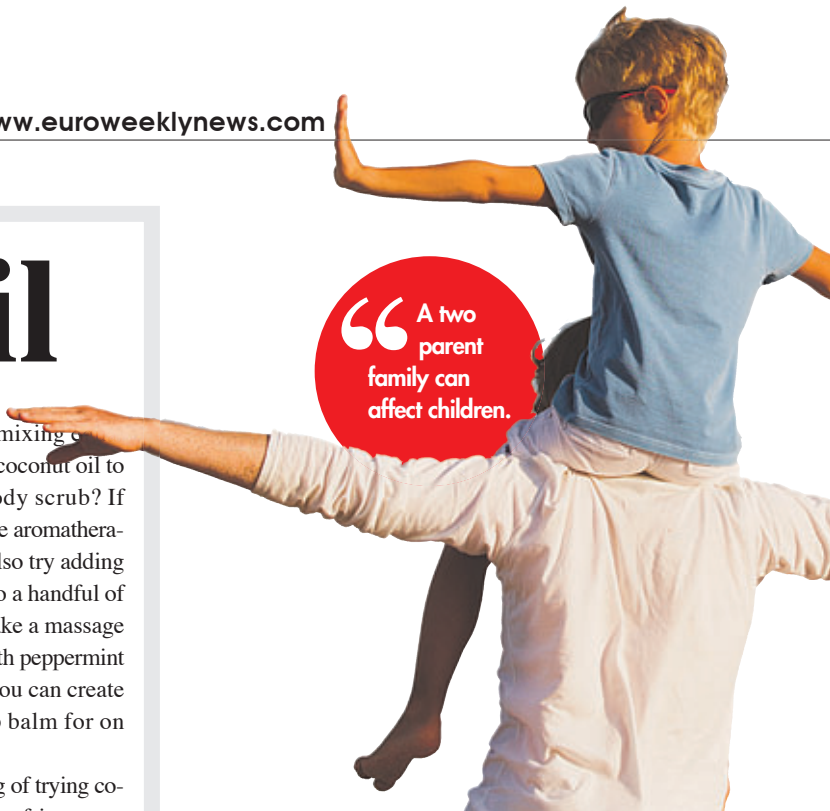 ww.euroweeklynews.com
il
“ A two
parent
family can
affect children.
mixing
coconut oil to
ody scrub? If
e aromathera-
lso try adding
o a handful of
ke a massage
th peppermint
ou can create
balm for on
g of trying co-